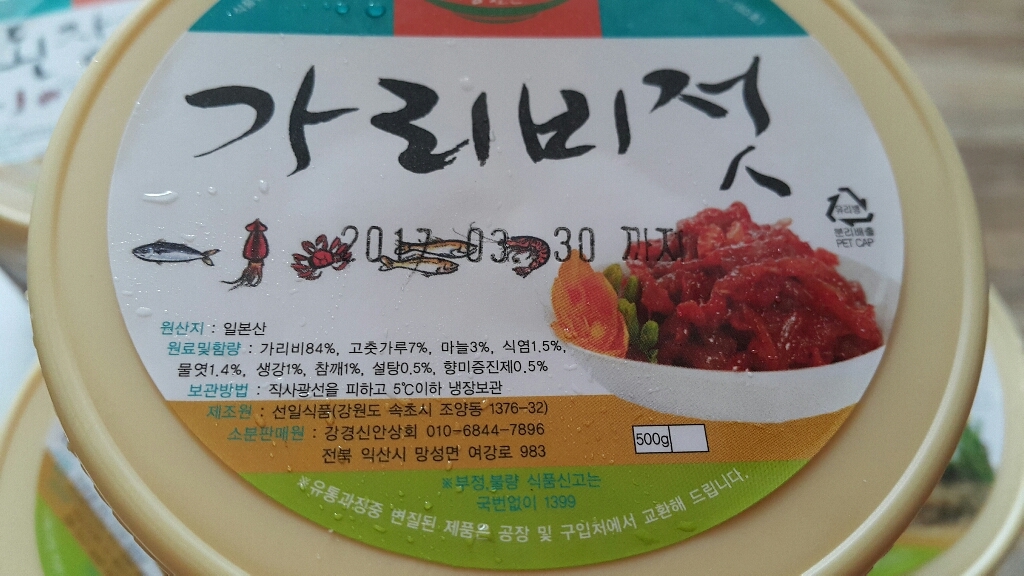 가리비젓
2017.03.30 까지
유리병
분리배출
PET CAP
원산지 : 일본산
원료및함량 : 가리비84%, 고춧가루7%, 마늘3%, 식염1.5%,
물엿1.4%, 생강1%, 참깨1%, 설탕0.5%, 향미증진제0.5%
보관방법 : 직사광선을 피하고 5℃이하 냉장보관
제조원 : 선일식품(강원도 속초시 조양동 1376-32)
소분판매원 : 강경신안상회 010-6844-7896
전북 익산시 망성면 여강로 983
500g
※부정,불량 식품신고는
국번없이 1399
※유통과정중 변질된 제품은 공장 및 구입처에서 교환해 드립니다.